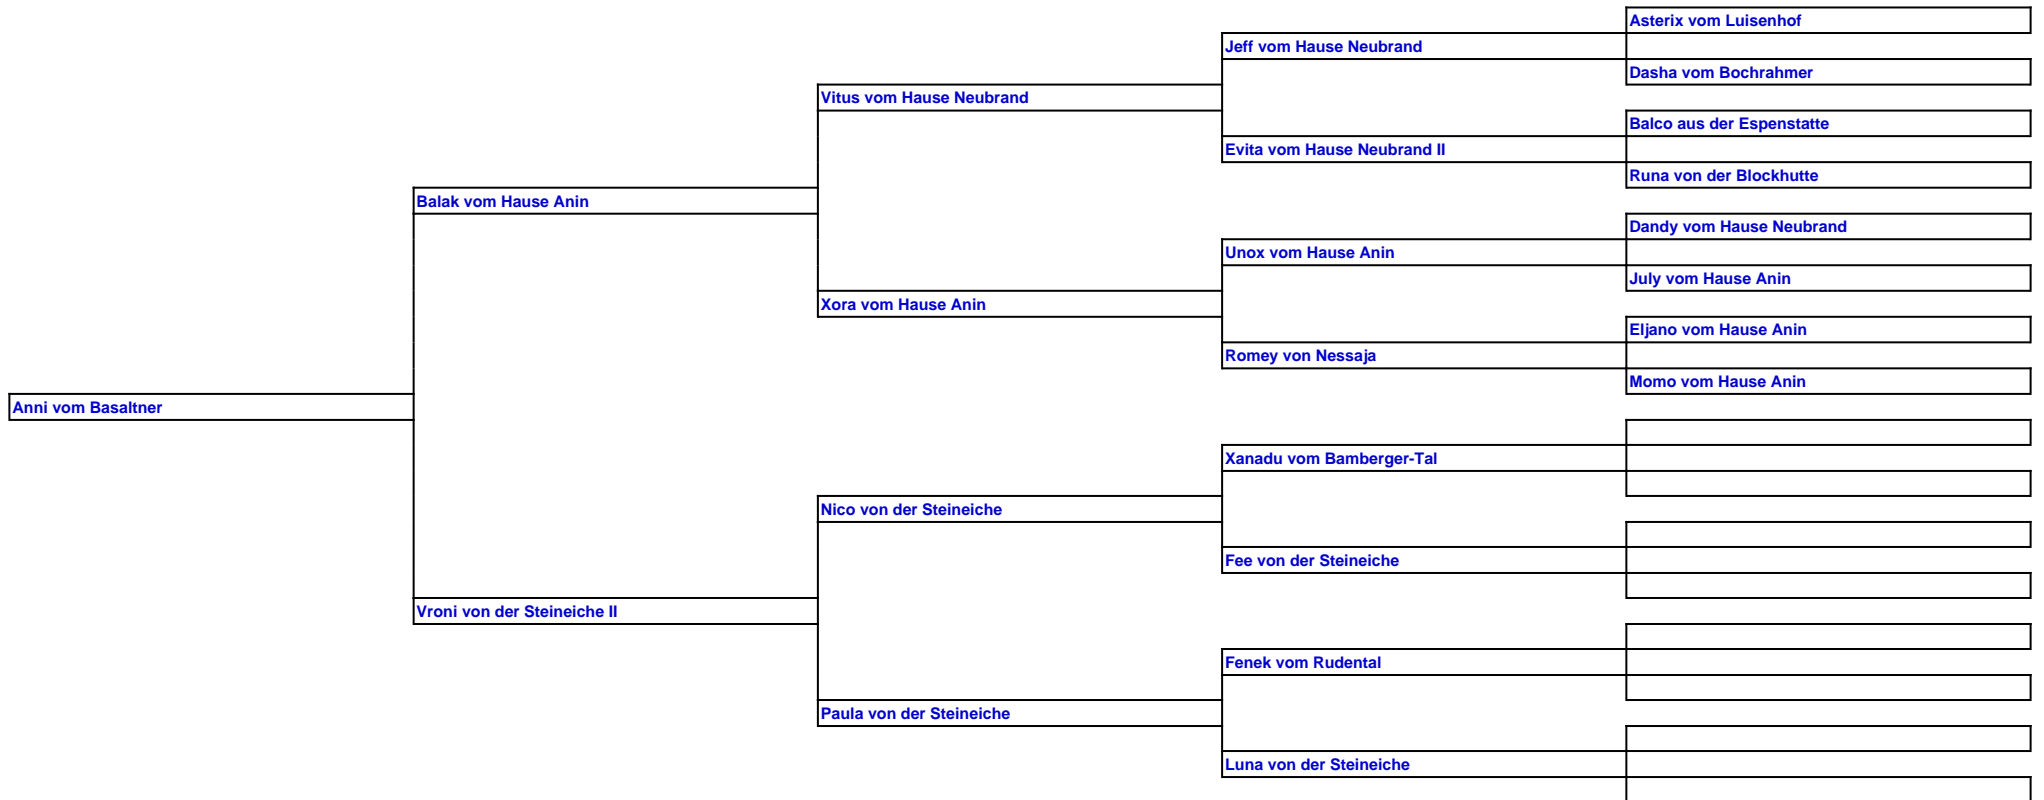 Asterix vom Luisenhof
Jeff vom Hause Neubrand
Dasha vom Bochrahmer
Vitus vom Hause Neubrand
Balco aus der Espenstatte
Evita vom Hause Neubrand II
Runa von der Blockhutte
Balak vom Hause Anin
Dandy vom Hause Neubrand
Unox vom Hause Anin
July vom Hause Anin
Xora vom Hause Anin
Eljano vom Hause Anin
Romey von Nessaja
Momo vom Hause Anin
Anni vom Basaltner
Xanadu vom Bamberger-Tal
Nico von der Steineiche
Fee von der Steineiche
Vroni von der Steineiche II
Fenek vom Rudental
Paula von der Steineiche
Luna von der Steineiche